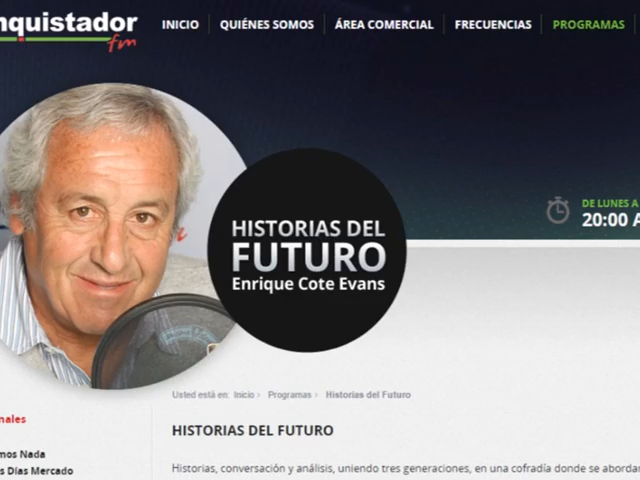 nquistador
fm
INICIO QUIÉNES SOMOS ÁREA COMERCIAL FRECUENCIAS PROGRAMAS
HISTORIAS DEL
FUTURO
Enrique Cote Evans
DE LUNES A
20:00 A
Usted está en: Inicio › Programas › Historias del Futuro
nales
HISTORIAS DEL FUTURO
mos Nada
s Días Mercado
Historias, conversación y análisis, uniendo tres generaciones, en una cofradía donde se abordan